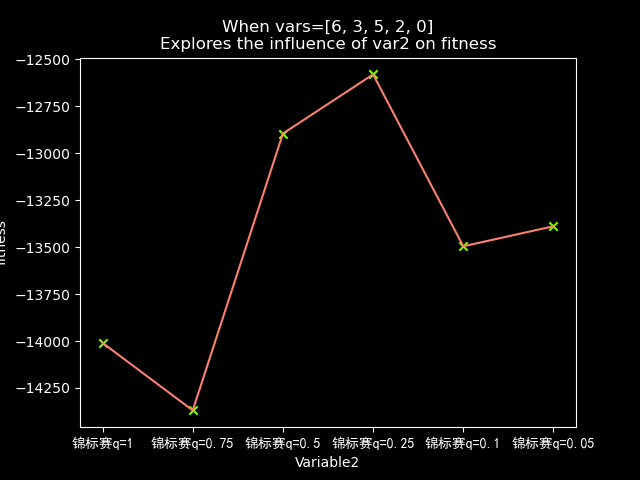 When vars=[6, 3, 5, 2, 0]
Explores the influence of var2 on fitness
−12500
−12750
−13000
−13250
−13500
−13750
−14000
−14250
fitness
锦标赛q=1 锦标赛q=0.75 锦标赛q=0.5 锦标赛q=0.25 锦标赛q=0.1 锦标赛q=0.05
Variable2